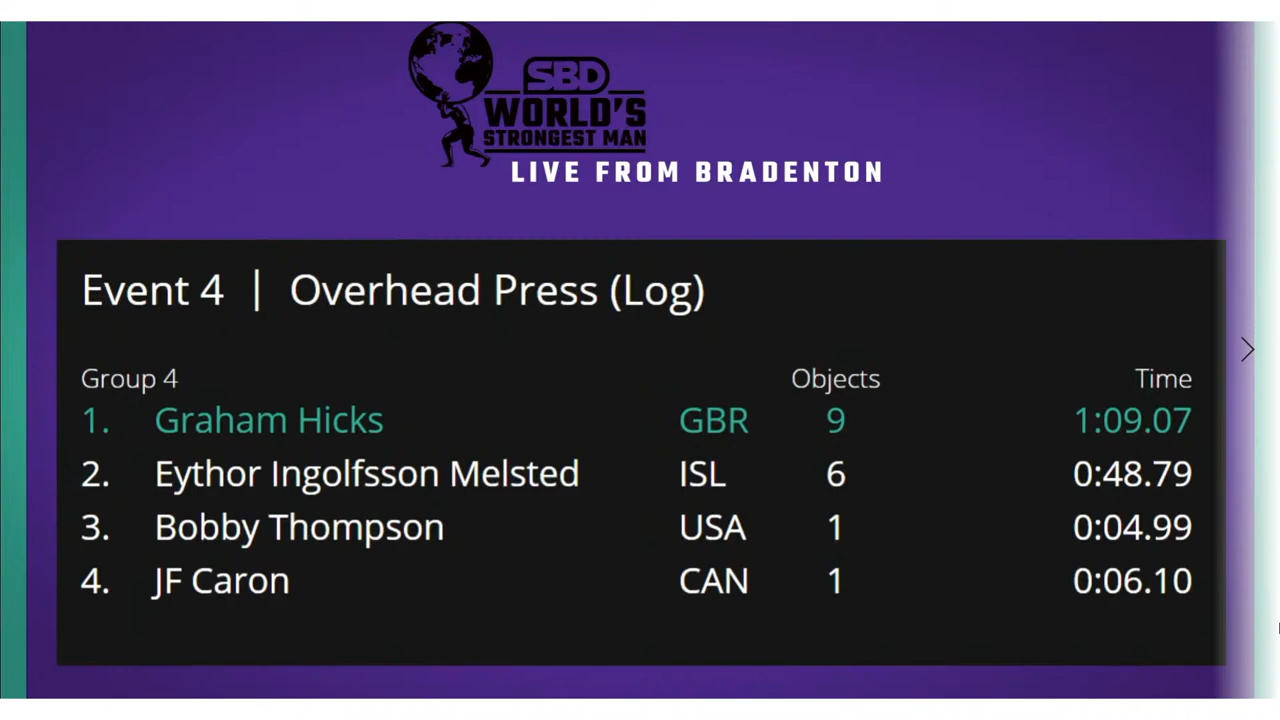 SBD
WORLD'S
STRONGEST MAN
LIVE FROM BRADENTON
Event 4 | Overhead Press (Log)
Group 4 Objects Time
1. Graham Hicks GBR 9 1:09.07
2. Eythor Ingolfsson Melsted ISL 6 0:48.79
3. Bobby Thompson USA 1 0:04.99
4. JF Caron CAN 1 0:06.10